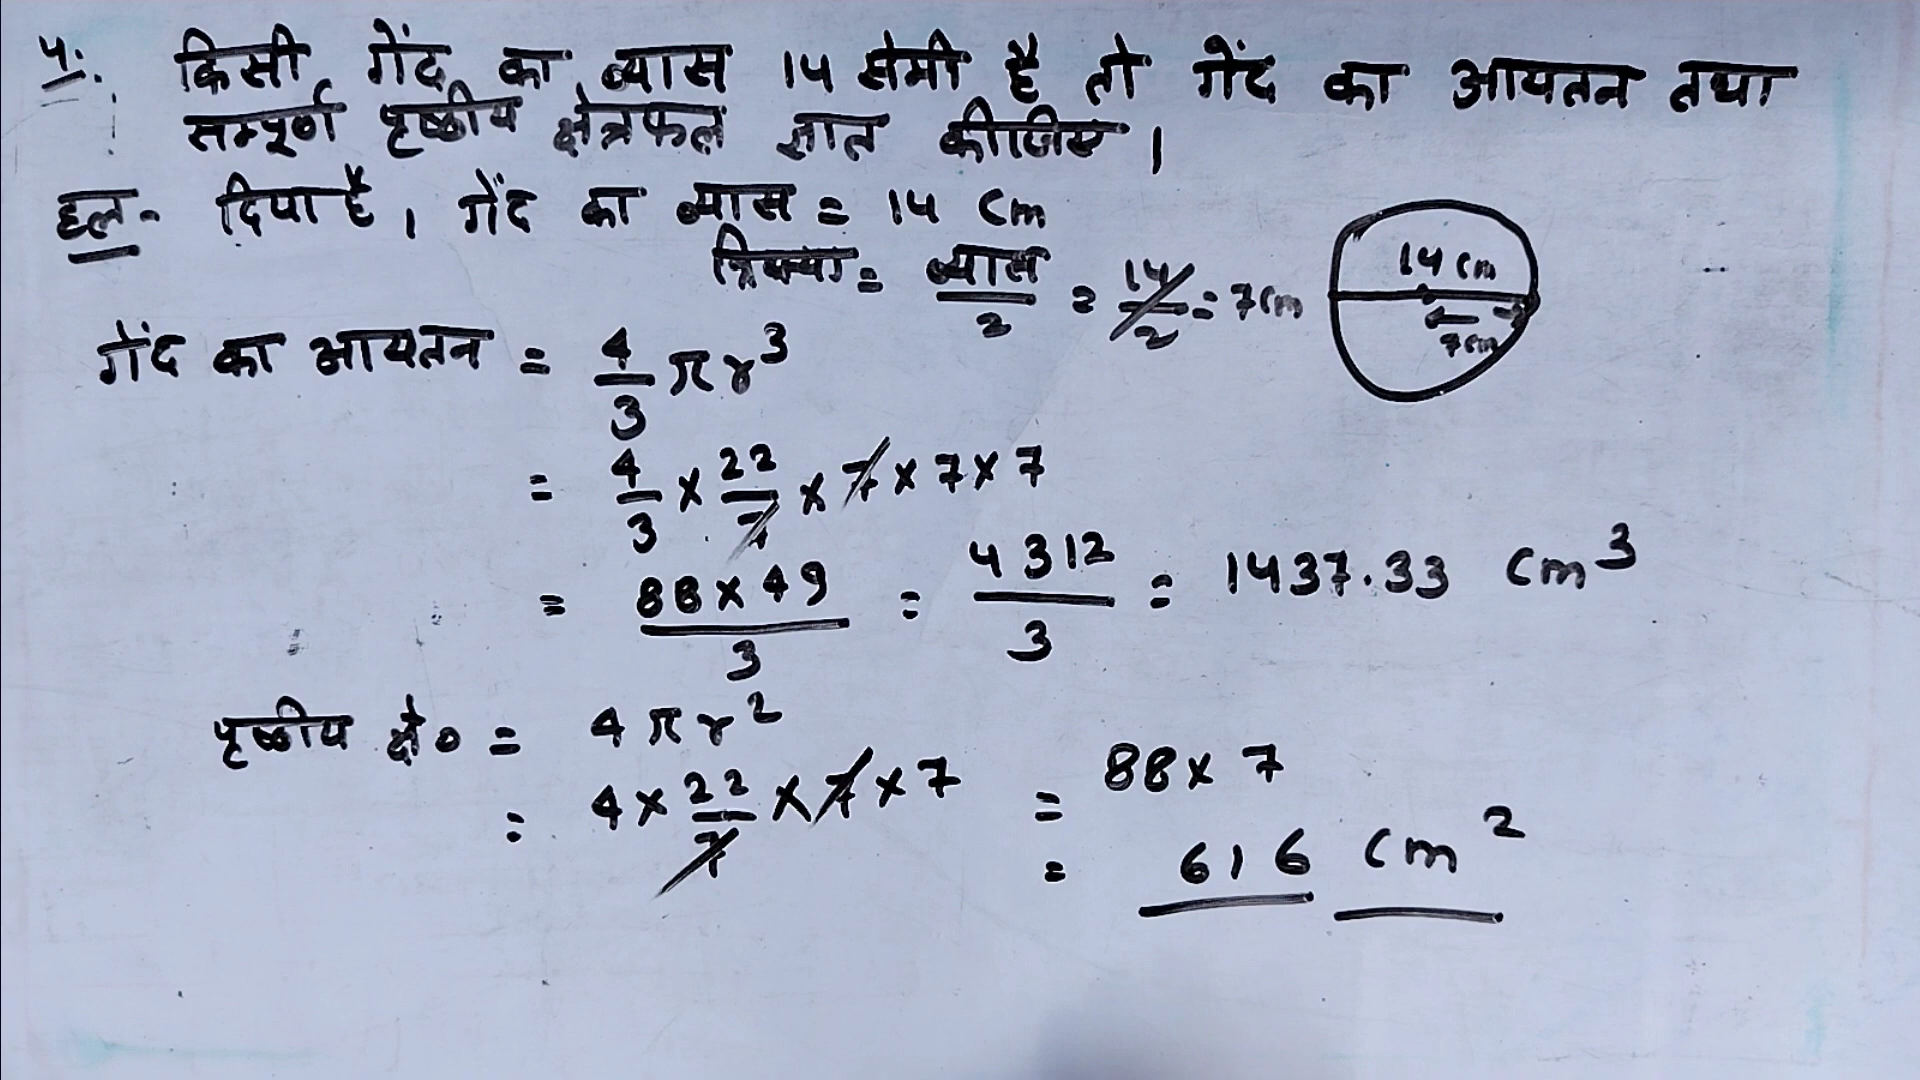 5. किसी गेंद का व्यास 14 सेमी है तो गेंद का आयतन तथा
सम्पूर्ण पृष्ठीय क्षेत्रफल ज्ञात कीजिए।
हल- दिया है, गेंद का व्यास = 14 cm
त्रिज्या = व्यास/2 = 14/2 = 7cm
14 cm
7cm
गेंद का आयतन = 4/3 πr³
= 4/3 × 22/7 × 7 × 7 × 7
= 88×49/3 = 4312/3 = 1437.33 cm³
पृष्ठीय क्षे० = 4πr²
= 4 × 22/7 × 7 × 7 = 88×7
= 616 cm²